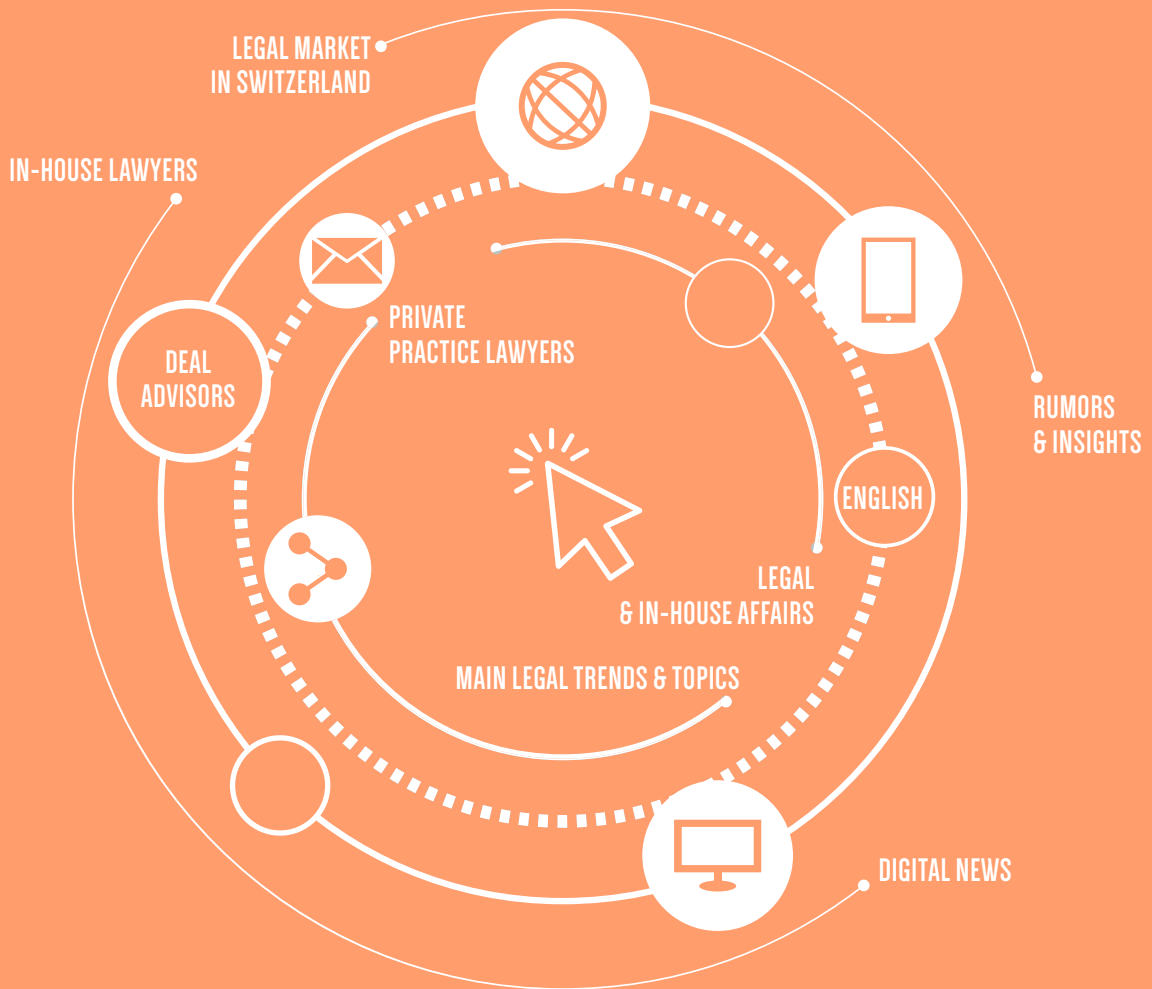 LEGAL MARKET
IN SWITZERLAND
IN-HOUSE LAWYERS
PRIVATE
PRACTICE LAWYERS
DEAL
ADVISORS
RUMORS
& INSIGHTS
ENGLISH
LEGAL
& IN-HOUSE AFFAIRS
MAIN LEGAL TRENDS & TOPICS
DIGITAL NEWS